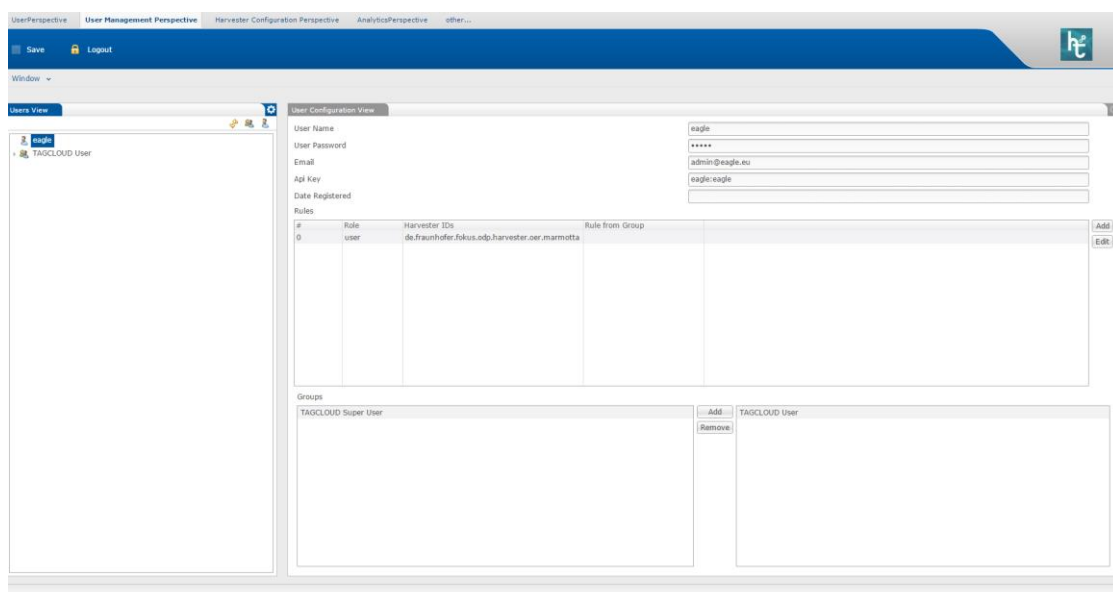 UserPerspective User Management Perspective Harvester Configuration Perspective AnalyticsPerspective other...
Save Logout
ht
Window
Users View User Configuration View
eagle
TAGCLOUD User
User Name eagle
User Password •••••
Email admin@eagle.eu
Api Key eagle:eagle
Date Registered
Rules
# Role Harvester IDs Rule from Group
0 user de.fraunhofer.fokus.odp.harvester.oer.marmotta
Add
Edit
Groups
TAGCLOUD Super User Add TAGCLOUD User
Remove